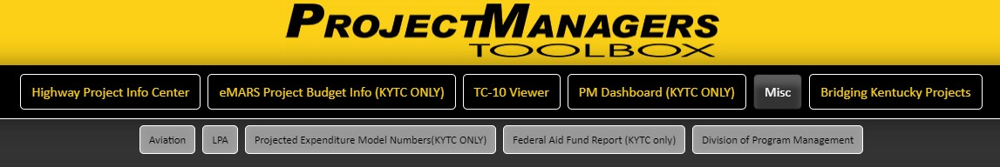 PROJECTMANAGERS
TOOLBOX
Highway Project Info Center eMARS Project Budget Info (KYTC ONLY) TC-10 Viewer PM Dashboard (KYTC ONLY) Misc Bridging Kentucky Projects
Aviation LPA Projected Expenditure Model Numbers(KYTC ONLY) Federal Aid Fund Report (KYTC only) Division of Program Management